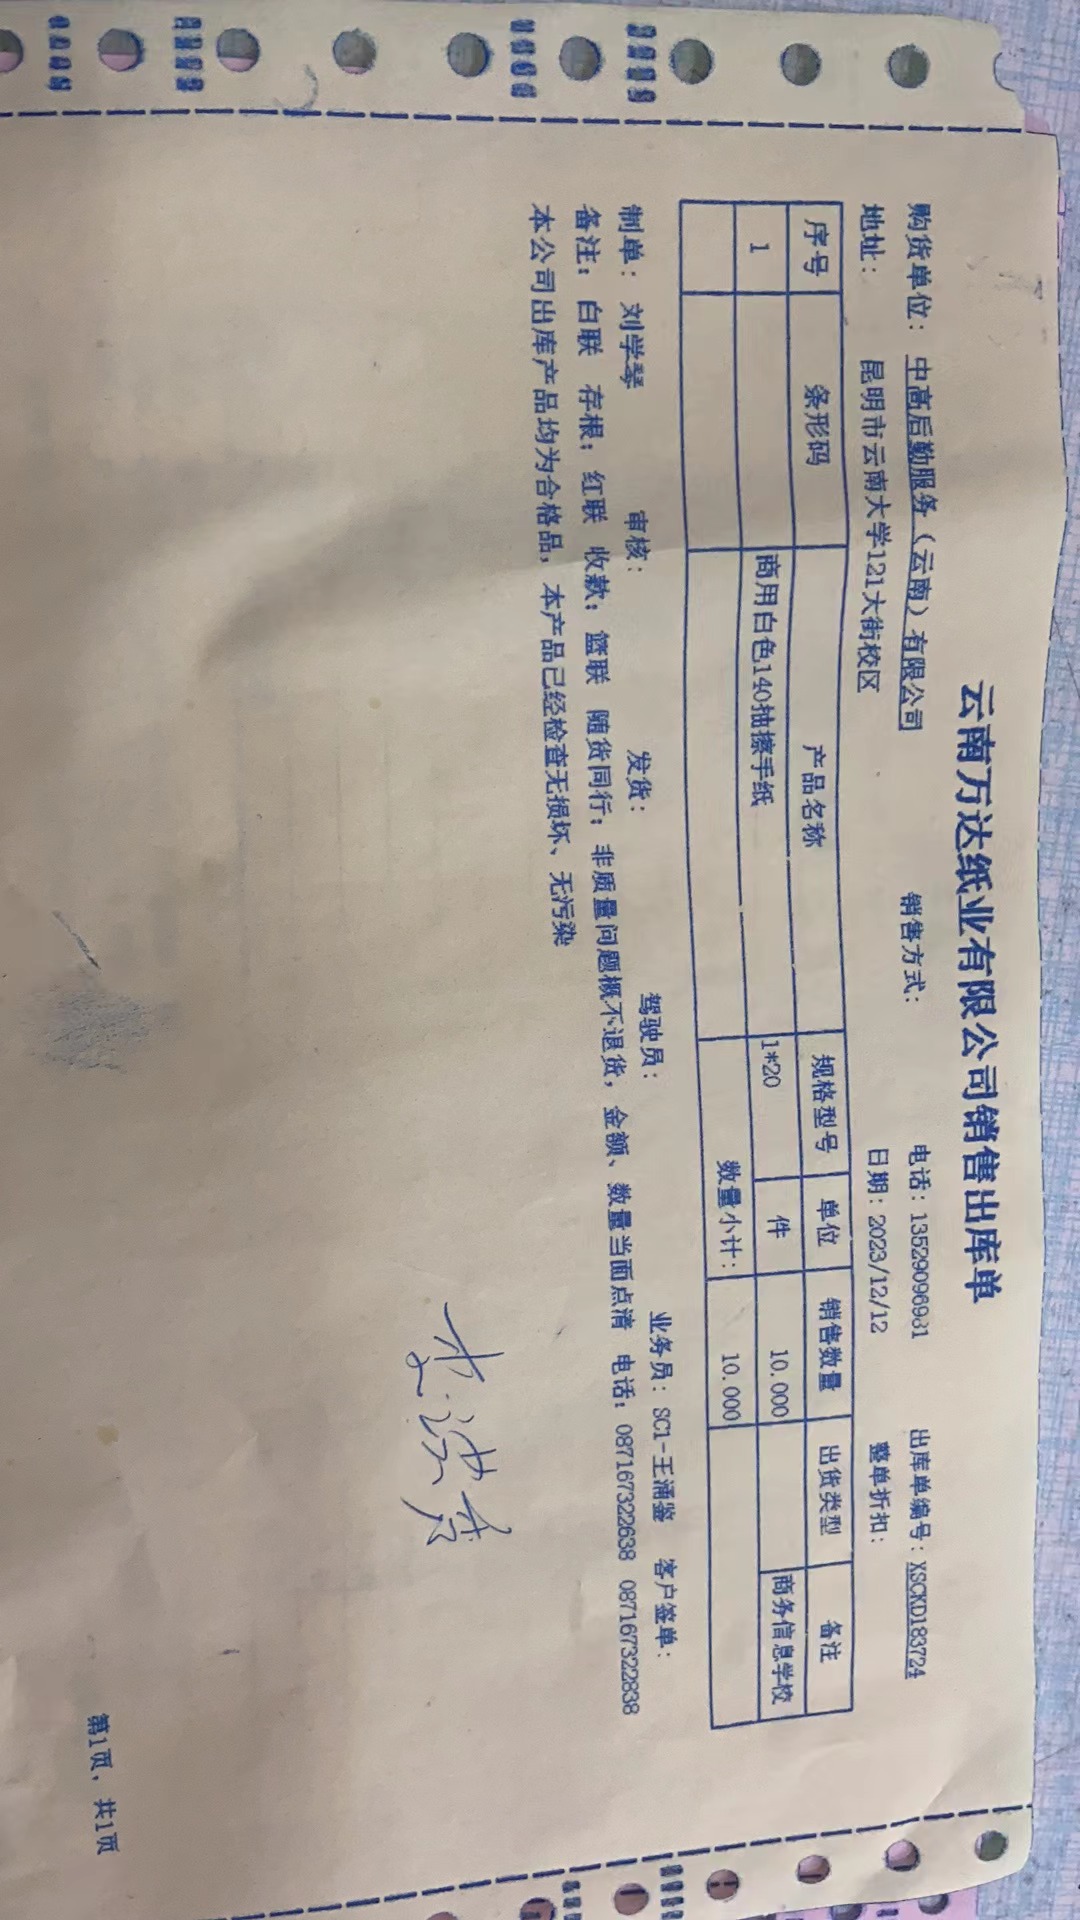 云南万达纸业有限公司销售出库单
购货单位： 中高后勤服务（云南）有限公司 销售方式： 电话：13529096931 出库单编号：XSCKD183724
地址： 昆明市云南大学121大街校区 日期：2023/12/12 整单折扣：
序号 条形码 产品名称 规格型号 单位 销售数量 出货类型 备注
1 商用白色140抽擦手纸 1*20 件 10.000 商务信息学校
数量小计： 10.000
制单： 刘学琴 审核： 发货： 驾驶员： 业务员：SC1-王涌鉴 客户签单：
备注：白联 存根；红联 收款；篮联 随货同行；非质量问题概不退货，金额、数量当面点清 电话：087167322638 087167322838
本公司出库产品均为合格品，本产品已经检查无损坏、无污染
第1页，共1页